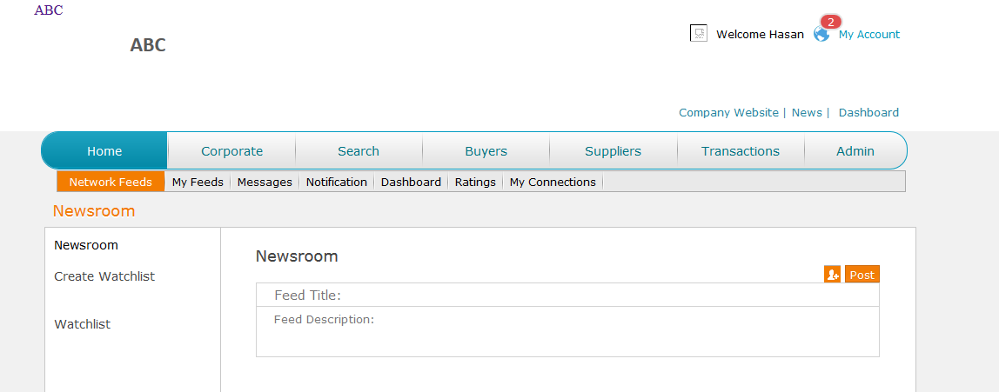 ABC
ABC
Welcome Hasan
2
My Account
Company Website | News | Dashboard
Home Corporate Search Buyers Suppliers Transactions Admin
Network Feeds My Feeds Messages Notification Dashboard Ratings My Connections
Newsroom
Newsroom
Create Watchlist
Watchlist
Newsroom
Post
Feed Title:
Feed Description: